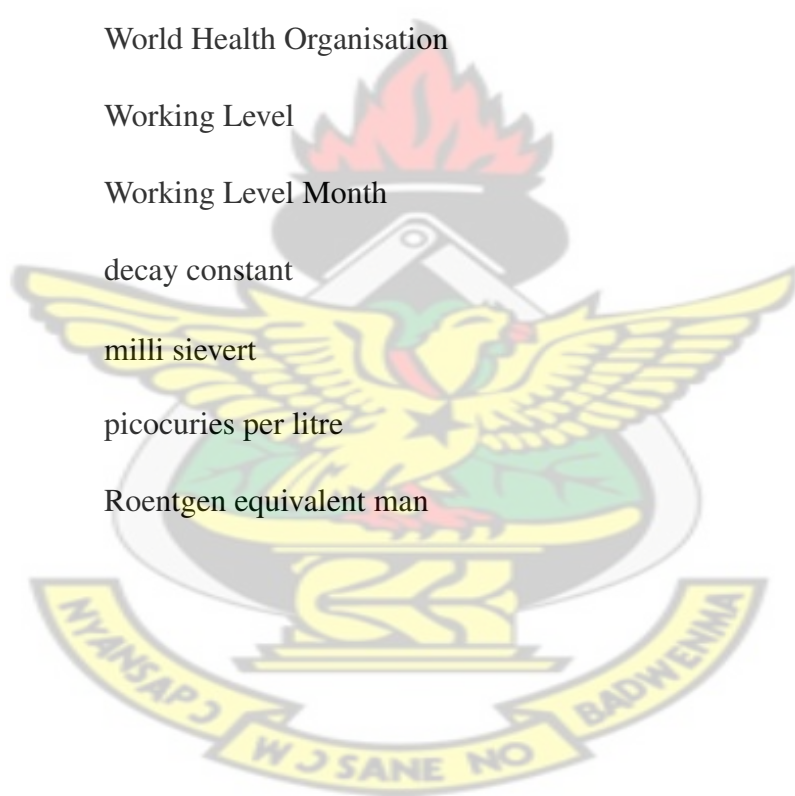 World Health Organisation
Working Level
Working Level Month
decay constant
milli sievert
picocuries per litre
Roentgen equivalent man
NYANSAPƆ WƆSANE NO BADWENMA